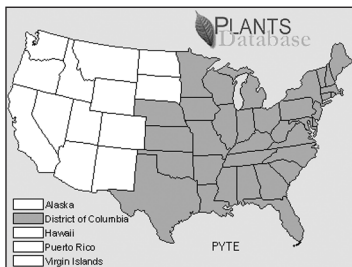 PLANTS
Database
Alaska
District of Columbia
Hawaii
Puerto Rico
Virgin Islands
PYTE